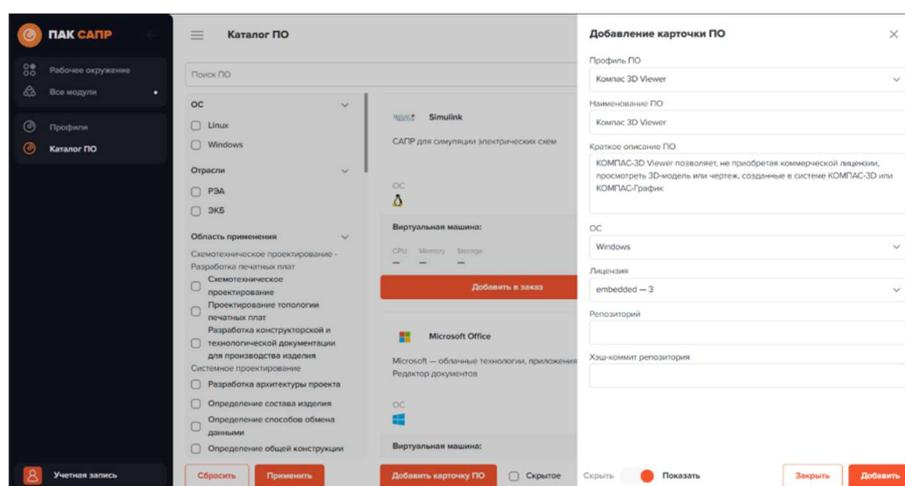 ПАК САПР
Рабочее окружение
Все модули
Профили
Каталог ПО
Учетная запись
Каталог ПО
Поиск ПО
ОС
Linux
Windows
Отрасли
РЭА
ЭКБ
Область применения
Схемотехническое проектирование -
Разработка печатных плат
Схемотехническое
проектирование
Проектирование топологии
печатных плат
Разработка конструкторской и
технологической документации
для производства изделия
Системное проектирование
Разработка архитектуры проекта
Определение состава изделия
Определение способов обмена
данными
Определение общей конструкции
Сбросить
Применить
Simulink
САПР для симуляции электрических схем
ОС
Виртуальная машина:
CPU Memory Storage
— — —
Добавить в заказ
Microsoft Office
Microsoft — облачные технологии, приложения
Редактор документов
ОС
Виртуальная машина:
Добавить карточку ПО
Скрытое
Добавление карточки ПО
Профиль ПО
Компас 3D Viewer
Наименование ПО
Компас 3D Viewer
Краткое описание ПО
КОМПАС-3D Viewer позволяет, не приобретая коммерческой лицензии,
просмотреть 3D-модель или чертеж, созданные в системе КОМПАС-3D или
КОМПАС-График
ОС
Windows
Лицензия
embedded — 3
Репозиторий
Хэш-коммит репозитория
Скрыть
Показать
Закрыть
Добавить